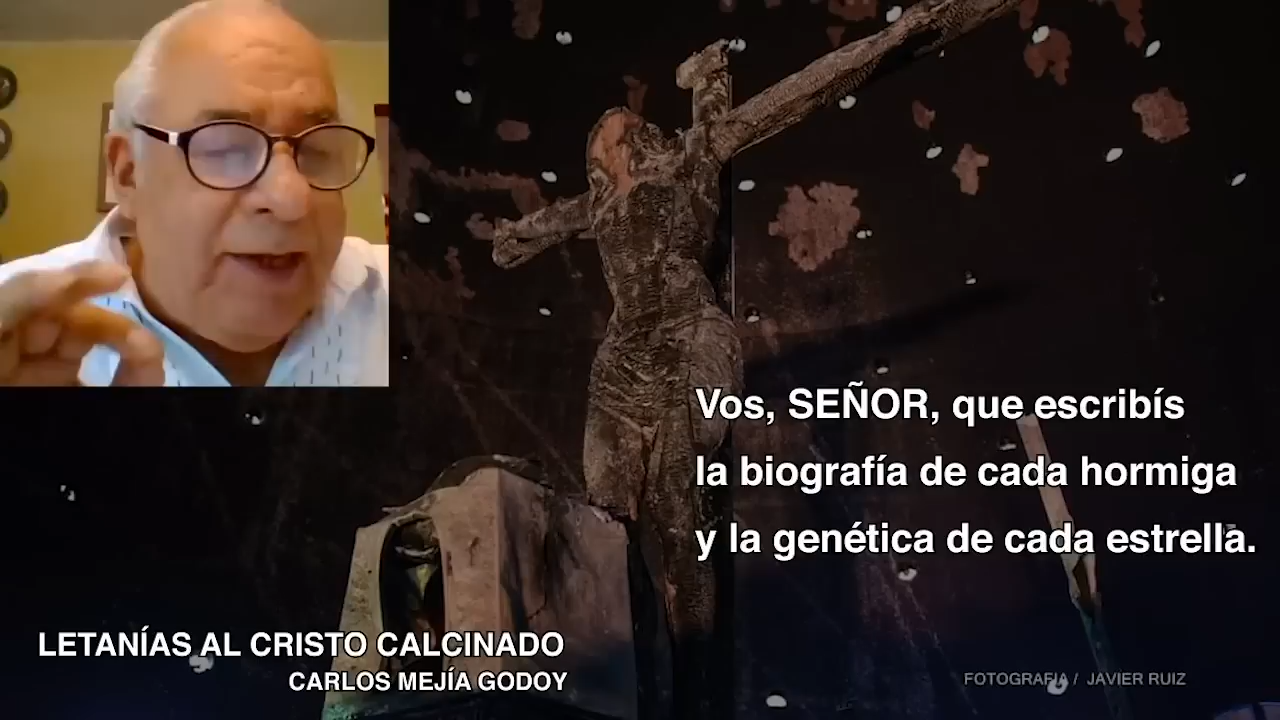 Vos, SEÑOR, que escribís
la biografía de cada hormiga
y la genética de cada estrella.
LETANÍAS AL CRISTO CALCINADO
CARLOS MEJÍA GODOY
FOTOGRAFIA / JAVIER RUIZ